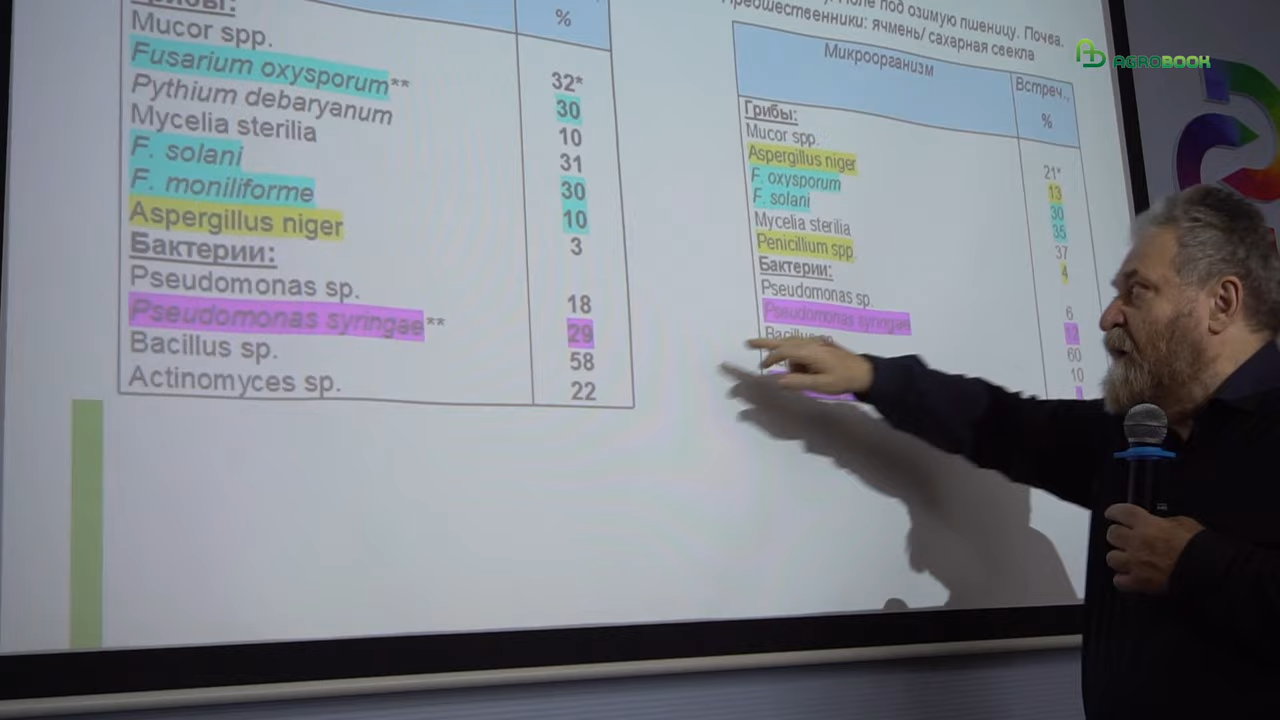 Грибы:
%
Mucor spp.
32*
Fusarium oxysporum**
30
Pythium debaryanum
10
Mycelia sterilia
31
F. solani
30
F. moniliforme
10
Aspergillus niger
3
Бактерии:
Pseudomonas sp.
18
Pseudomonas syringae**
29
Bacillus sp.
58
Actinomyces sp.
22
Поле под озимую пшеницу. Почва.
Предшественники: ячмень/ сахарная свекла
Микроорганизм
Встреч.,
%
Грибы:
Mucor spp.
21*
Aspergillus niger
13
F. oxysporum
30
F. solani
35
Mycelia sterilia
37
Penicillium spp.
4
Бактерии:
Pseudomonas sp.
6
Pseudomonas syringae
12
Bacillus sp.
60
10
AGROBOOK